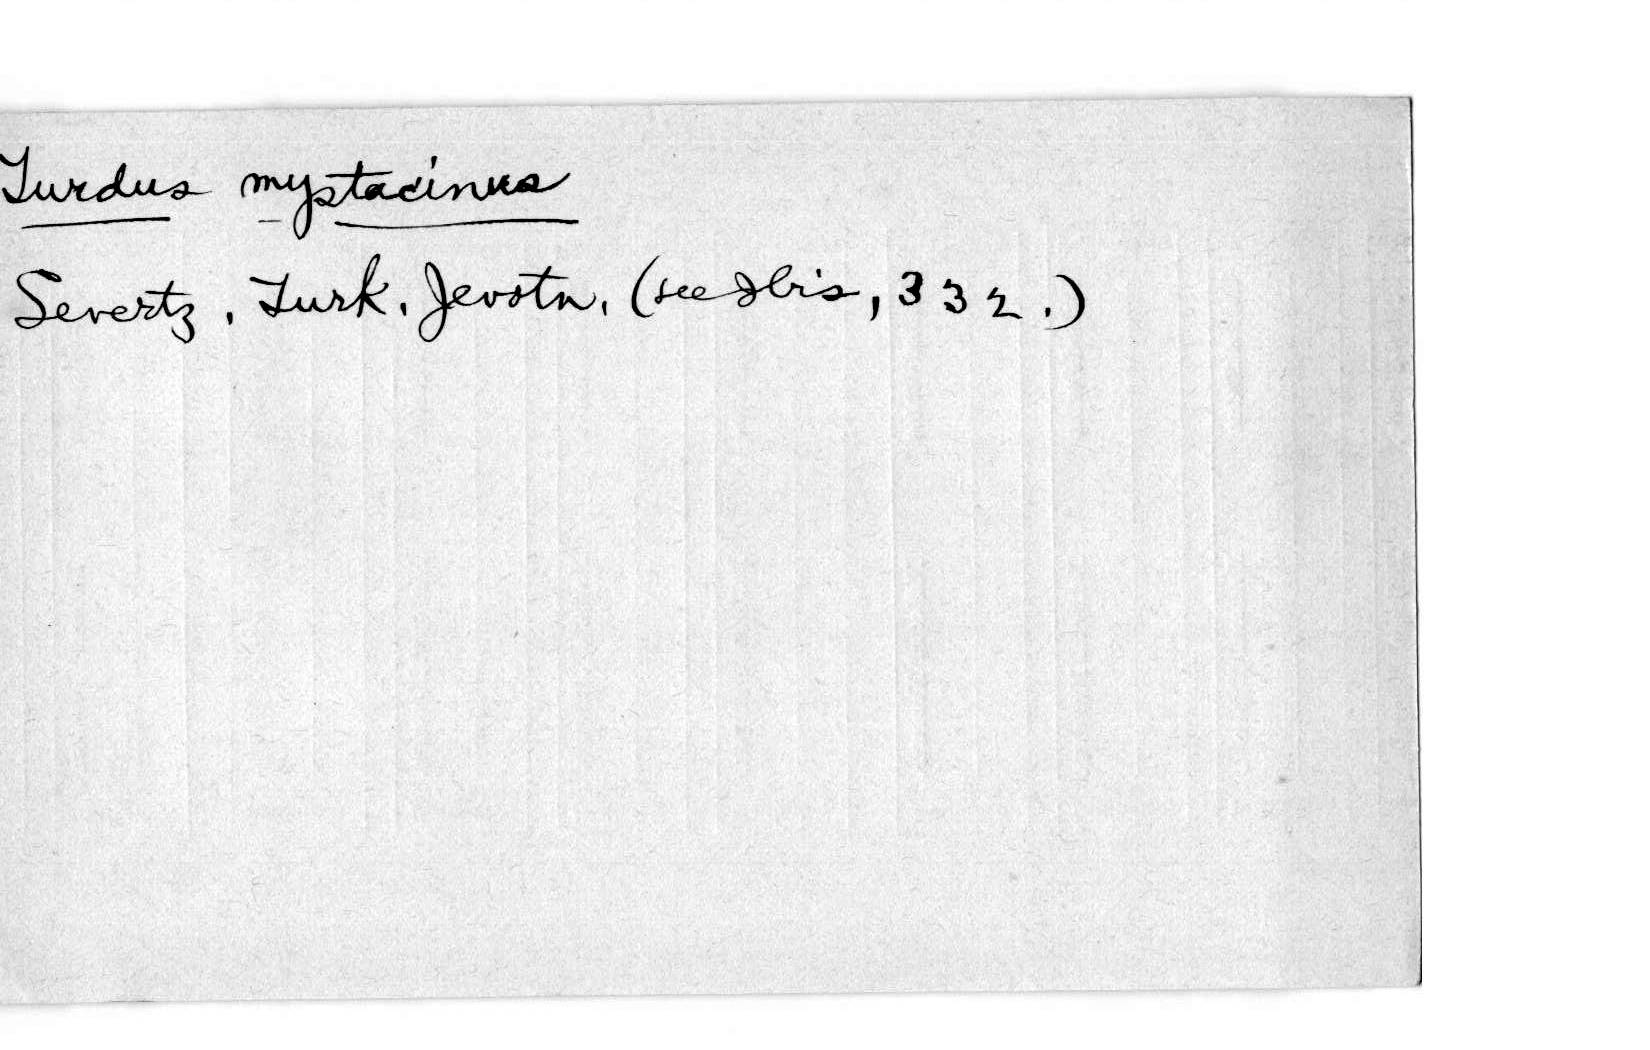 Turdus mystacinus
Severtz, Turk. Jevotn. (see Ibis, 332.)